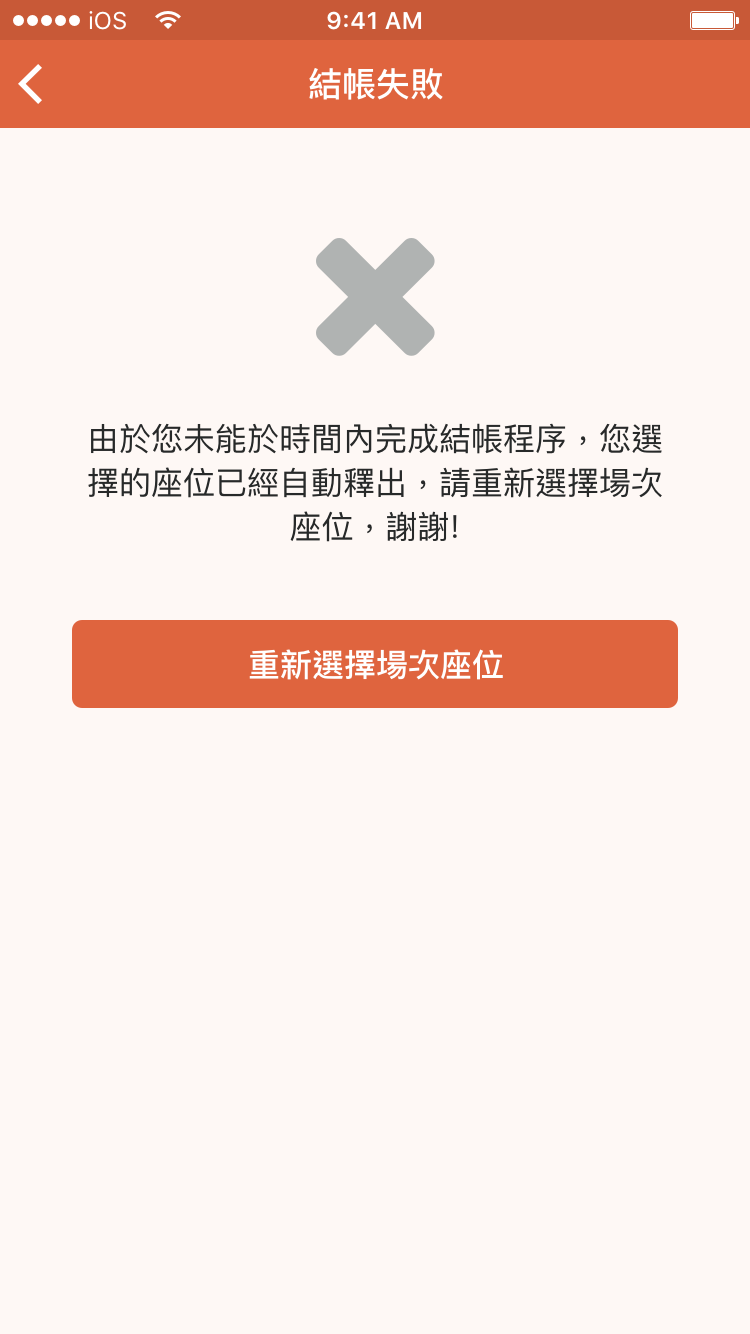 iOS 9:41 AM
結帳失敗
由於您未能於時間內完成結帳程序，您選
擇的座位已經自動釋出，請重新選擇場次
座位，謝謝!
重新選擇場次座位